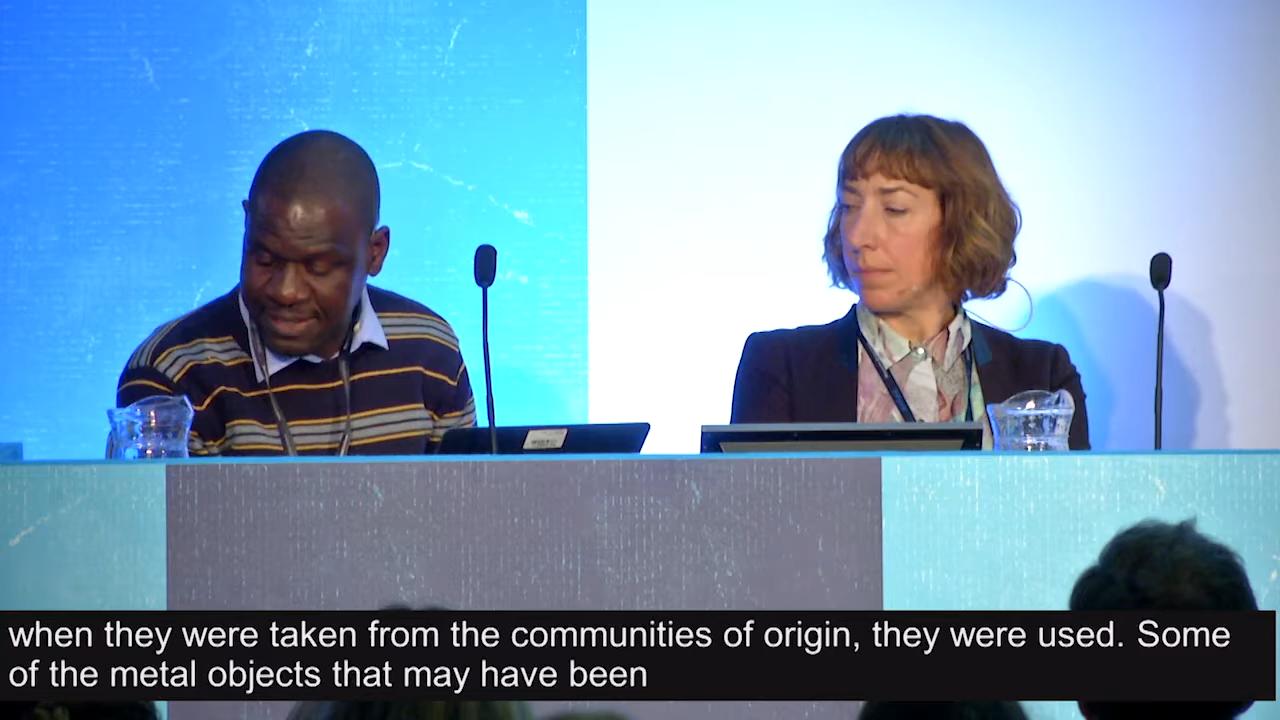 when they were taken from the communities of origin, they were used. Some
of the metal objects that may have been